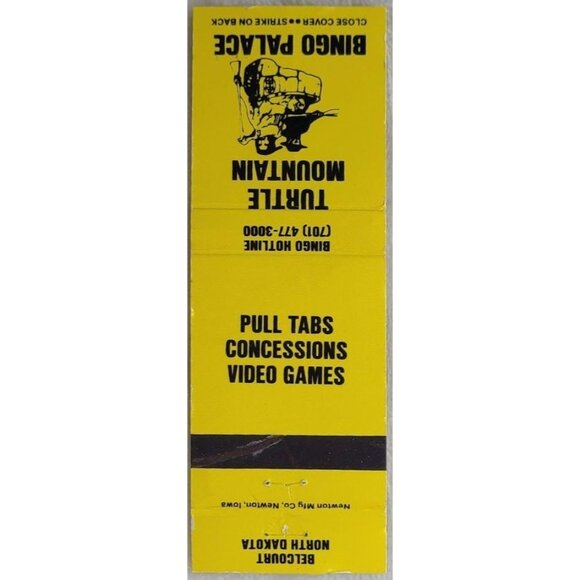 CLOSE COVER●●STRIKE ON BACK
BINGO PALACE
TURTLE
MOUNTAIN
BINGO HOTLINE
(701) 477-3000
PULL TABS
CONCESSIONS
VIDEO GAMES
Newton Mfg Co, Newton, Iowa
BELCOURT
NORTH DAKOTA